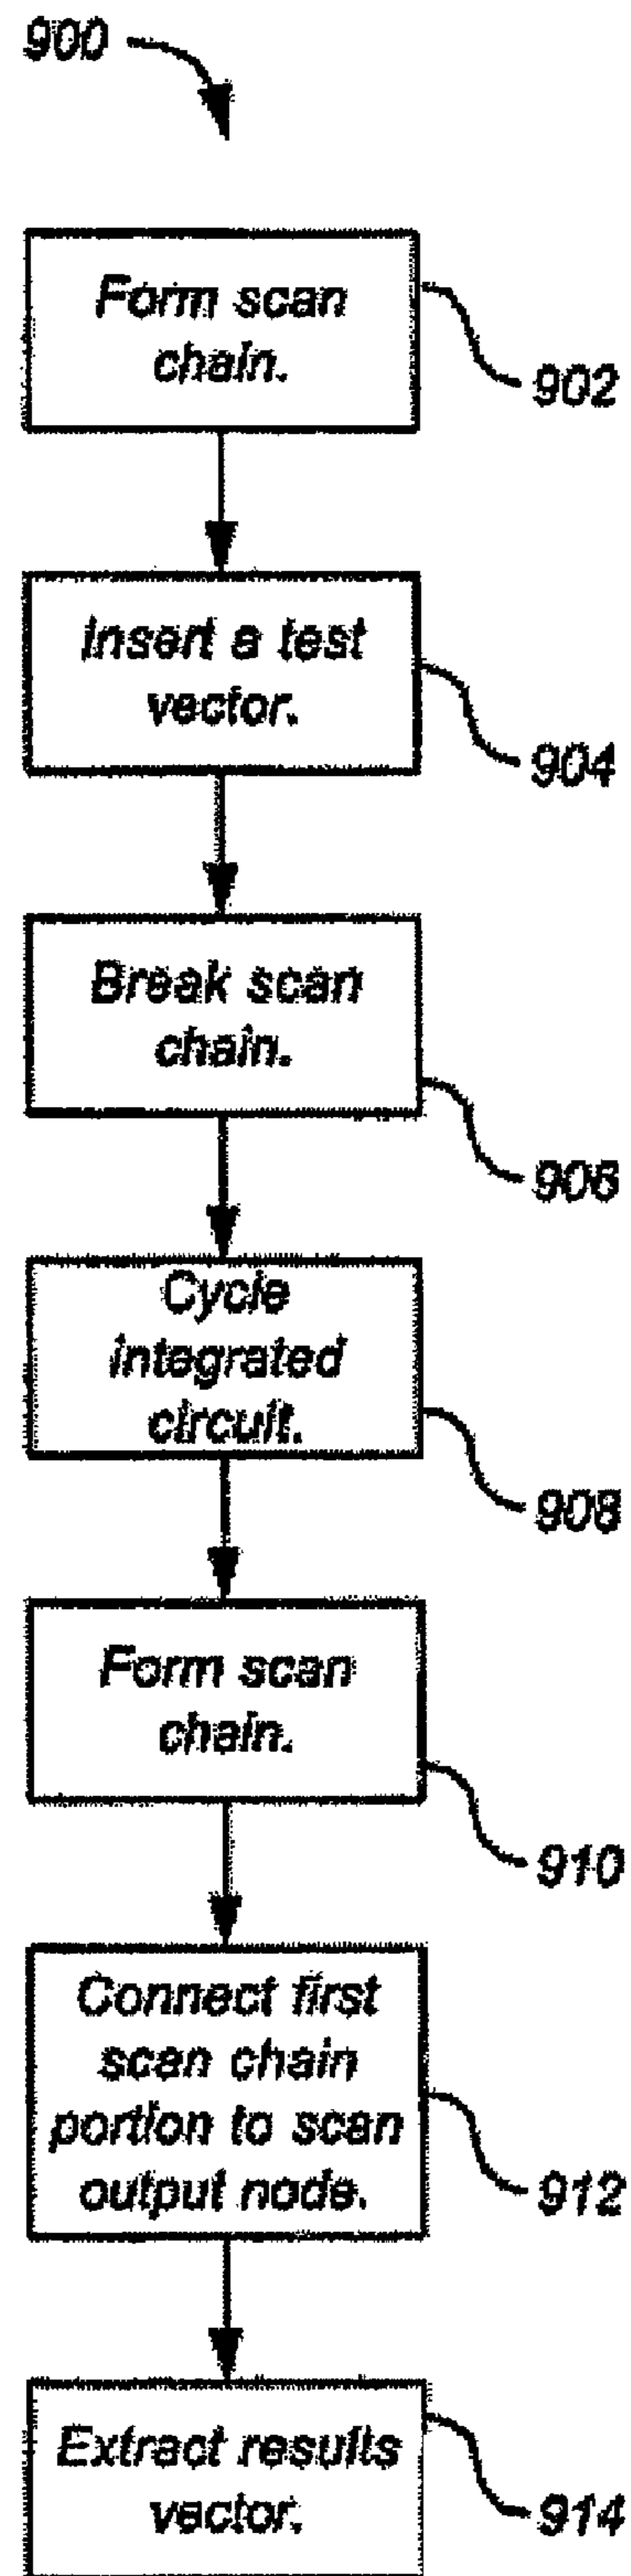 900
Form scan
chain.
902
Insert a test
vector.
904
Break scan
chain.
906
Cycle
integrated
circuit.
908
Form scan
chain.
910
Connect first
scan chain
portion to scan
output node.
912
Extract results
vector.
914